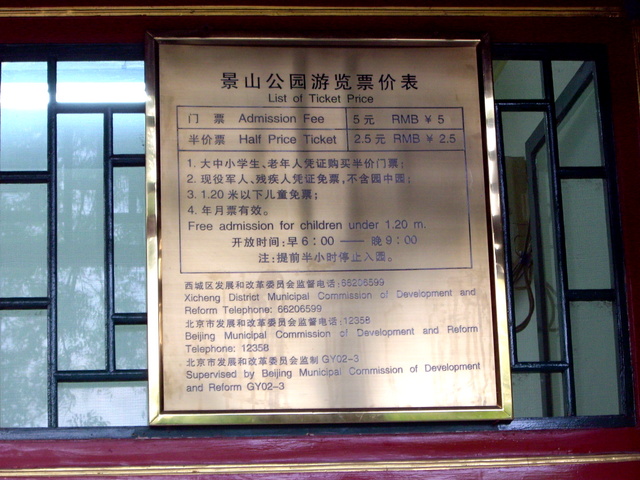 景山公园游览票价表
List of Ticket Price
门 票 Admission Fee 5元 RMB ¥ 5
半价票 Half Price Ticket 2.5元 RMB ¥ 2.5
1. 大中小学生、老年人凭证购买半价门票；
2. 现役军人、残疾人凭证免票，不含园中园；
3. 1.20米以下儿童免票；
4. 年月票有效。
Free admission for children under 1.20 m.
开放时间：早6：00 —— 晚9：00
注：提前半小时停止入园。
西城区发展和改革委员会监督电话：66206599
Xicheng District Municipal Commission of Development and
Reform Telephone: 66206599
北京市发展和改革委员会监督电话：12358
Beijing Municipal Commission of Development and Reform
Telephone: 12358
北京市发展和改革委员会监制 GY02-3
Supervised by Beijing Municipal Commission of Development
and Reform GY02-3